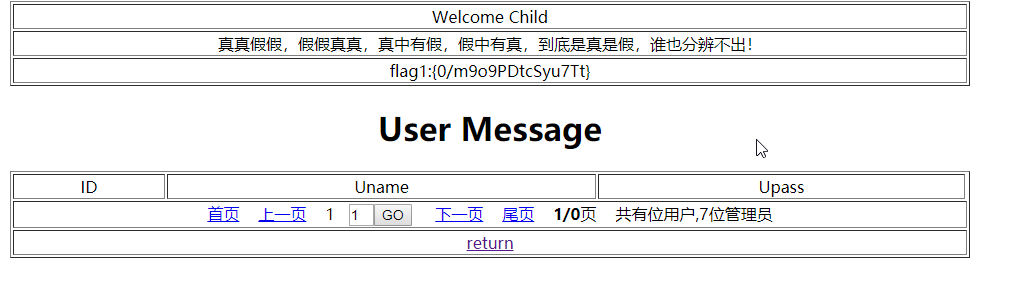 Welcome Child
真真假假，假假真真，真中有假，假中有真，到底是真是假，谁也分辨不出！
flag1:{0/m9o9PDtcSyu7Tt}
User Message
ID Uname Upass
首页 上一页 1 1 GO 下一页 尾页 1/0页 共有位用户,7位管理员
return